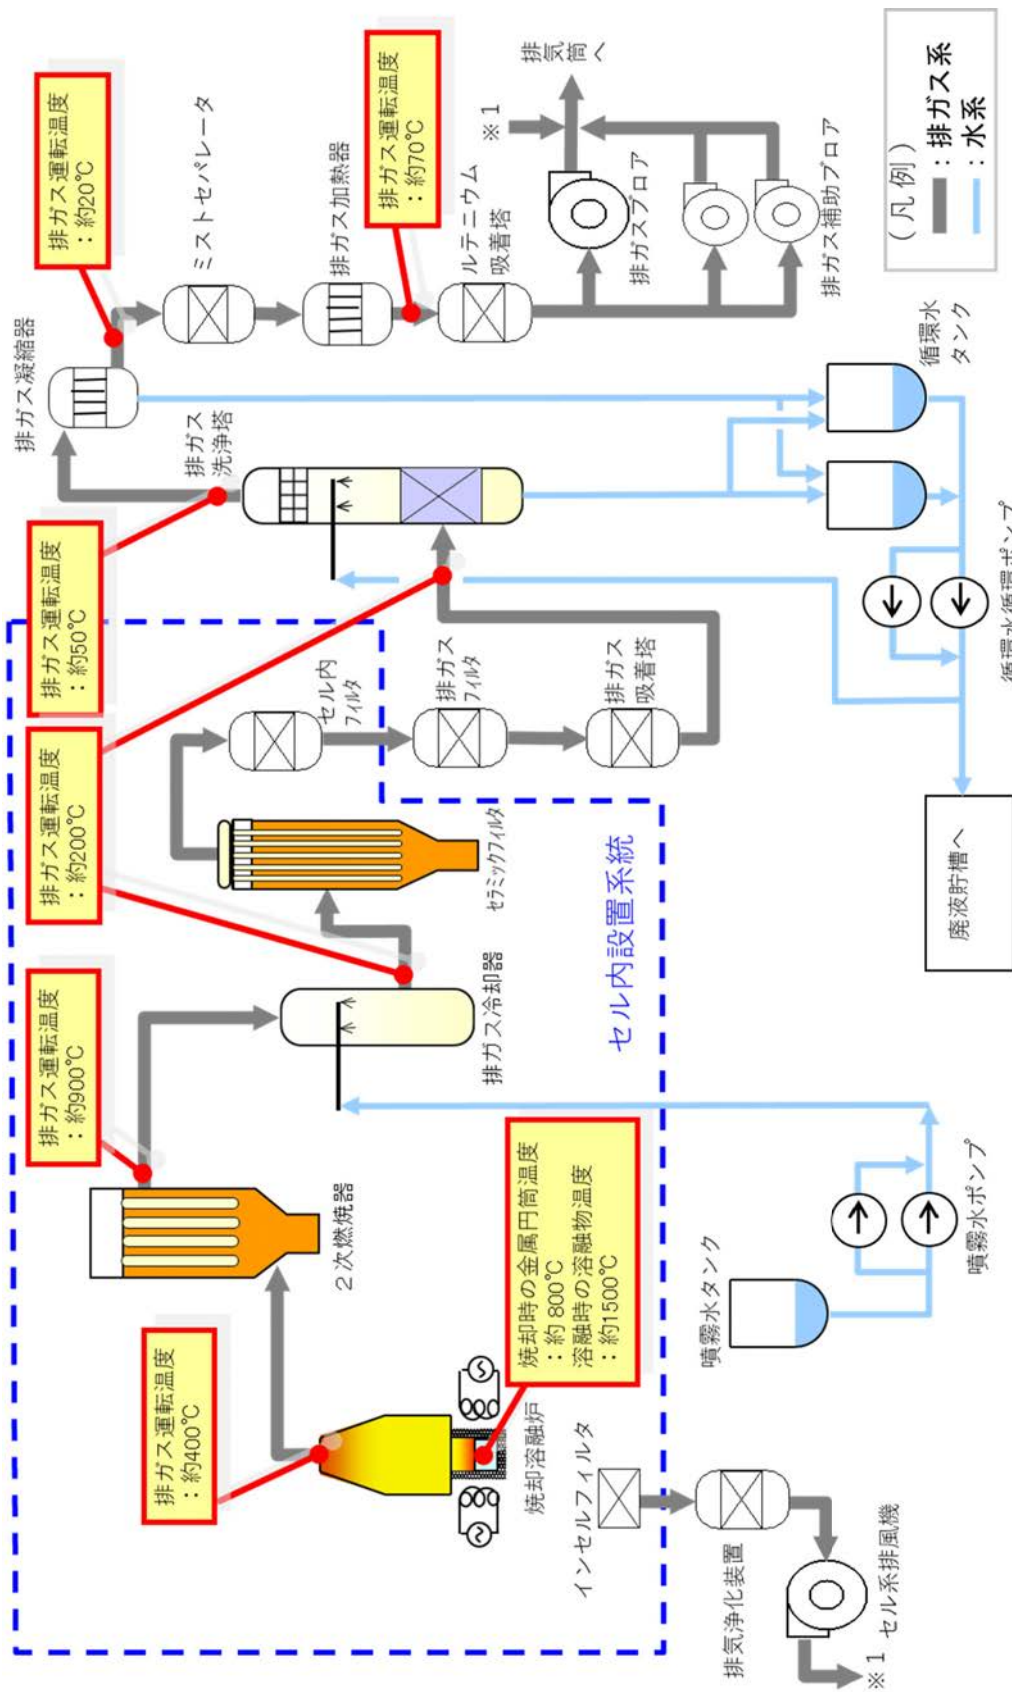 排ガス運転温度
：約400℃
排ガス運転温度
：約900℃
排ガス運転温度
：約200℃
排ガス運転温度
：約50℃
排ガス運転温度
：約20℃
排ガス運転温度
：約70℃
焼却時の金属円筒温度
：約 800℃
溶融時の溶融物温度
：約1500℃
焼却溶融炉
２次燃焼器
排ガス冷却器
セラミックフィルタ
セル内
フィルタ
排ガス
フィルタ
排ガス
吸着塔
排ガス
洗浄塔
排ガス凝縮器
ミストセパレータ
排ガス加熱器
ルテニウム
吸着塔
排ガスブロア
排ガス補助ブロア
※１
排気
筒へ
セル内設置系統
インセルフィルタ
排気浄化装置
セル系排風機
※１
噴霧水タンク
噴霧水ポンプ
廃液貯槽へ
循環水循環ポンプ
循環水
タンク
（凡例）
：排ガス系
：水系